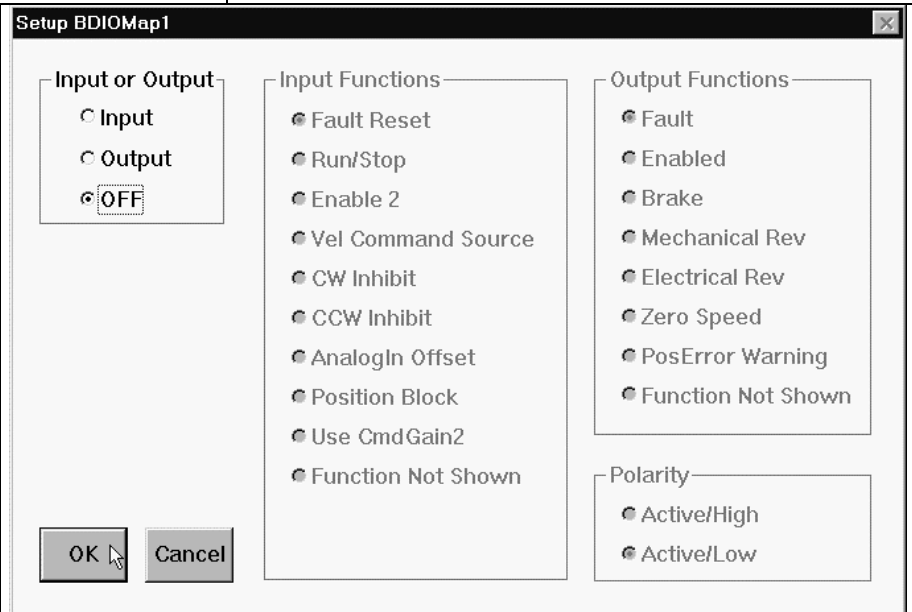 Setup BDIOMap1
Input or Output
Input
Output
OFF
Input Functions
Fault Reset
Run/Stop
Enable 2
Vel Command Source
CW Inhibit
CCW Inhibit
AnalogIn Offset
Position Block
Use CmdGain2
Function Not Shown
Output Functions
Fault
Enabled
Brake
Mechanical Rev
Electrical Rev
Zero Speed
PosError Warning
Function Not Shown
Polarity
Active/High
Active/Low
OK
Cancel